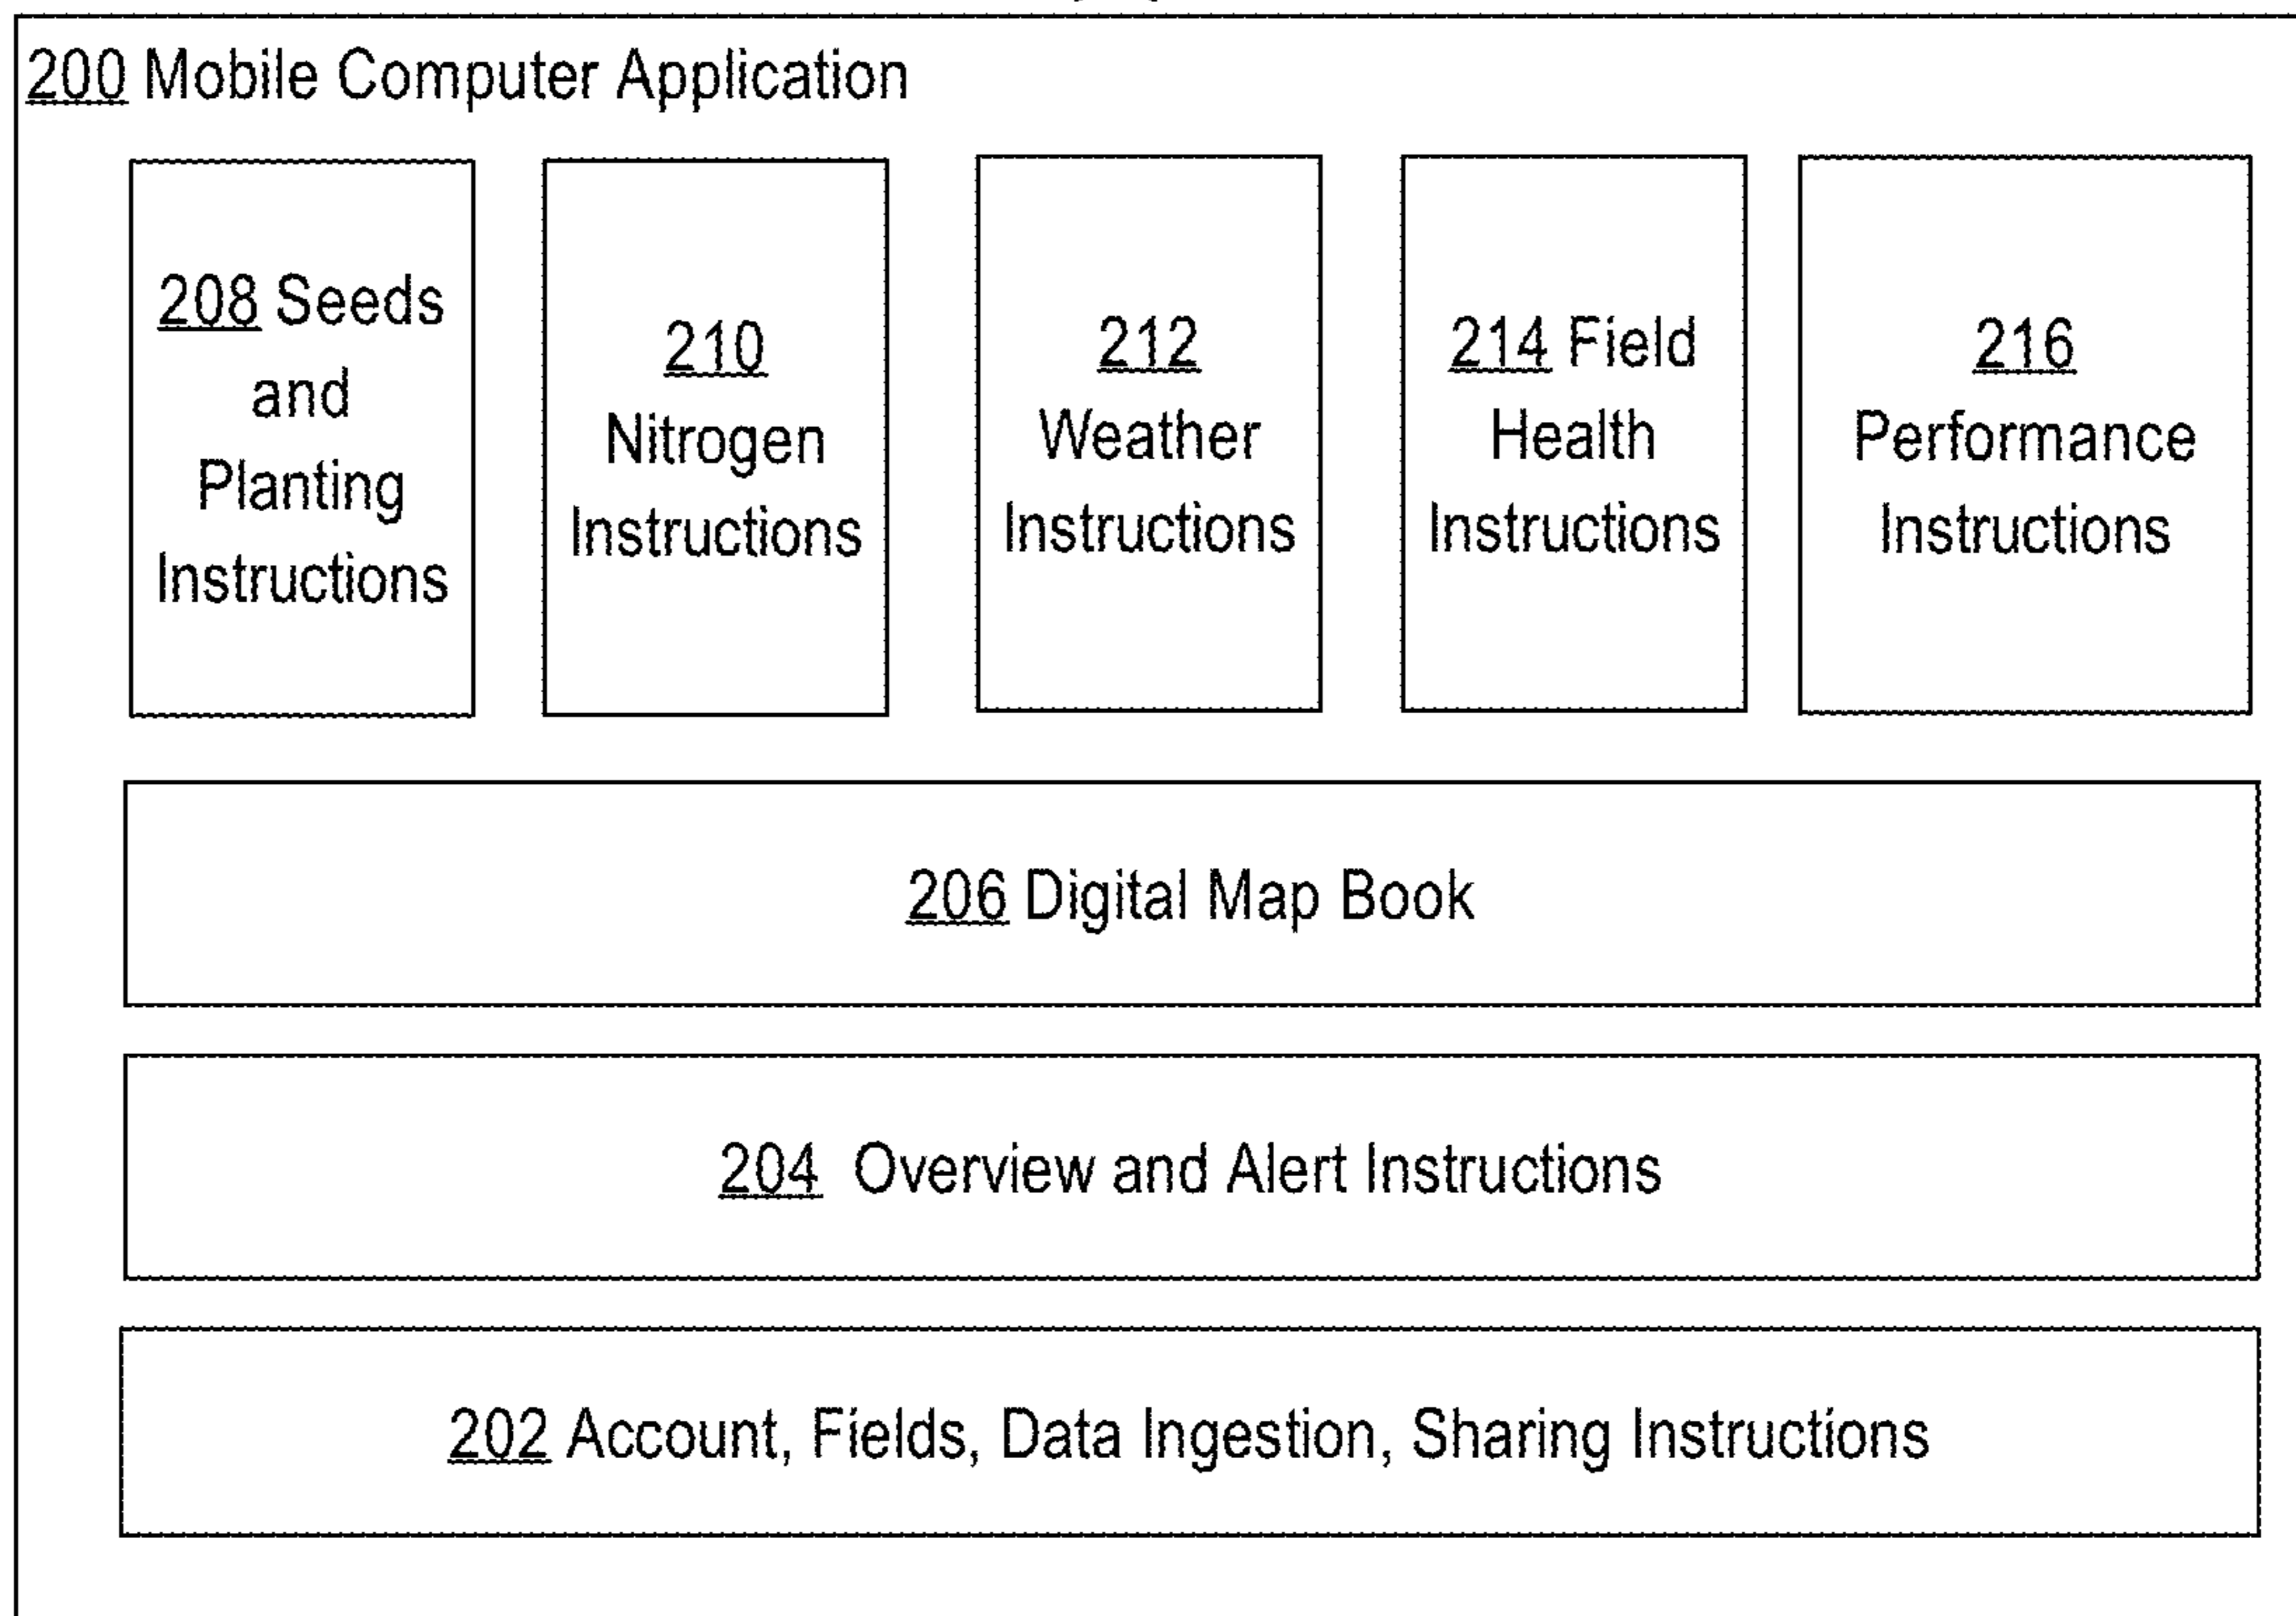 200 Mobile Computer Application
208 Seeds
and
Planting
Instructions
210
Nitrogen
Instructions
212
Weather
Instructions
214 Field
Health
Instructions
216
Performance
Instructions
206 Digital Map Book
204 Overview and Alert Instructions
202 Account, Fields, Data Ingestion, Sharing Instructions